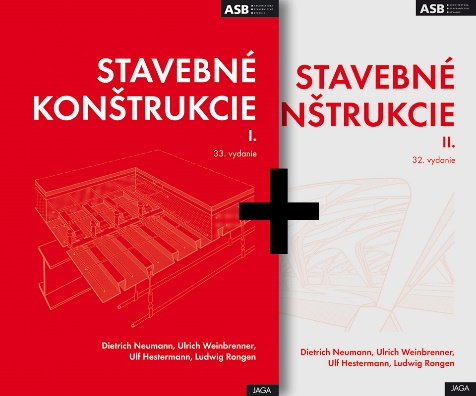 ASB
STAVEBNÉ
KONŠTRUKCIE
I.
33. vydanie
Dietrich Neumann, Ulrich Weinbrenner,
Ulf Hestermann, Ludwig Rongen
JAGA
ASB
STAVEBNÉ
NŠTRUKCIE
II.
32. vydanie
Dietrich Neumann, Ulrich Weinbrenner,
Ulf Hestermann, Ludwig Rongen
JAGA